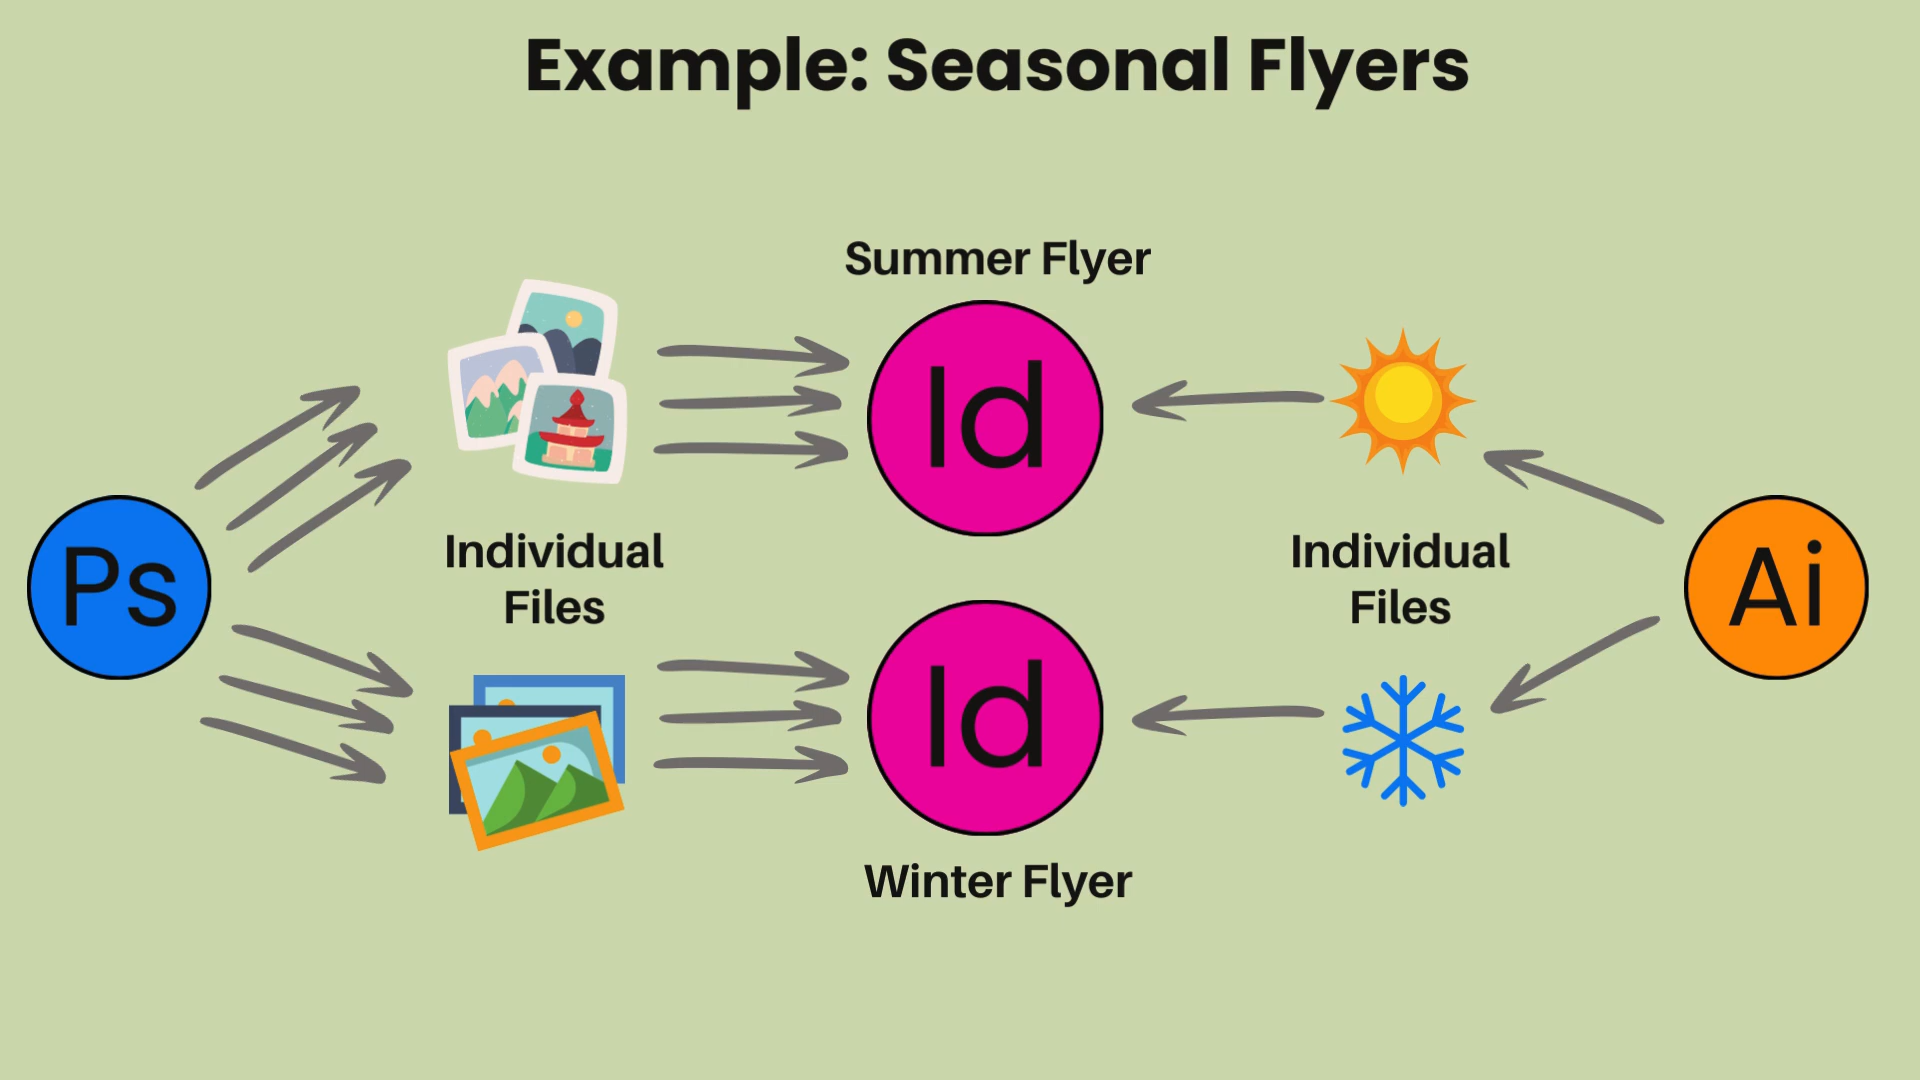 Example: Seasonal Flyers
Summer Flyer
Id
Ps
Individual
Files
Individual
Files
Ai
Id
Winter Flyer